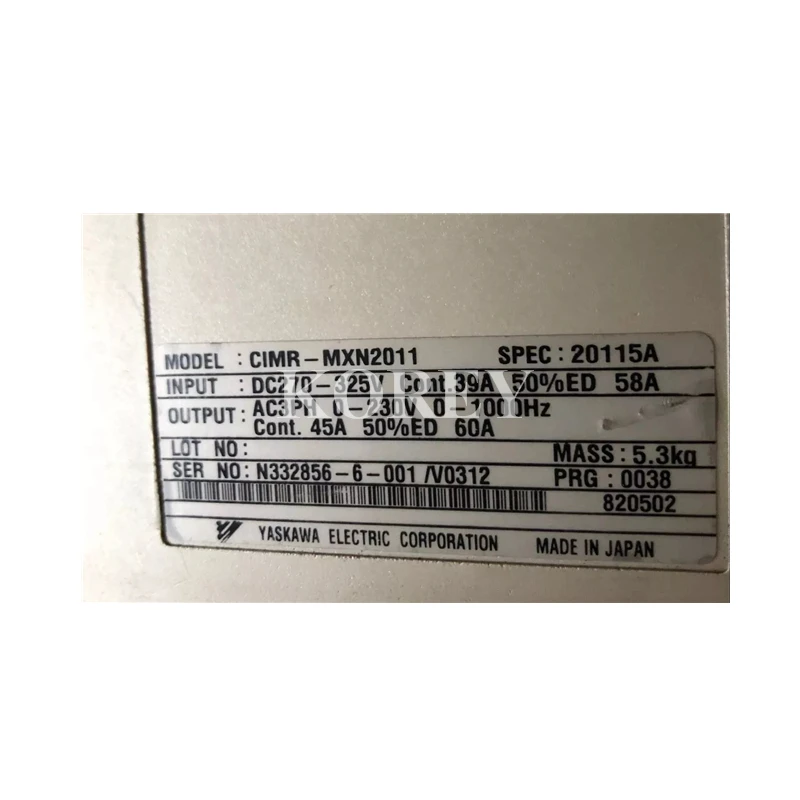 MODEL : CIMR-MXN2011 SPEC : 20115A
INPUT : DC270-325V Cont. 39A 50%ED 58A
OUTPUT : AC3PH 0-230V 0-1000Hz
Cont. 45A 50%ED 60A
LOT NO : MASS : 5.3kg
SER NO : N332856-6-001 /V0312 PRG : 0038
820502
YASKAWA ELECTRIC CORPORATION MADE IN JAPAN
KOREY